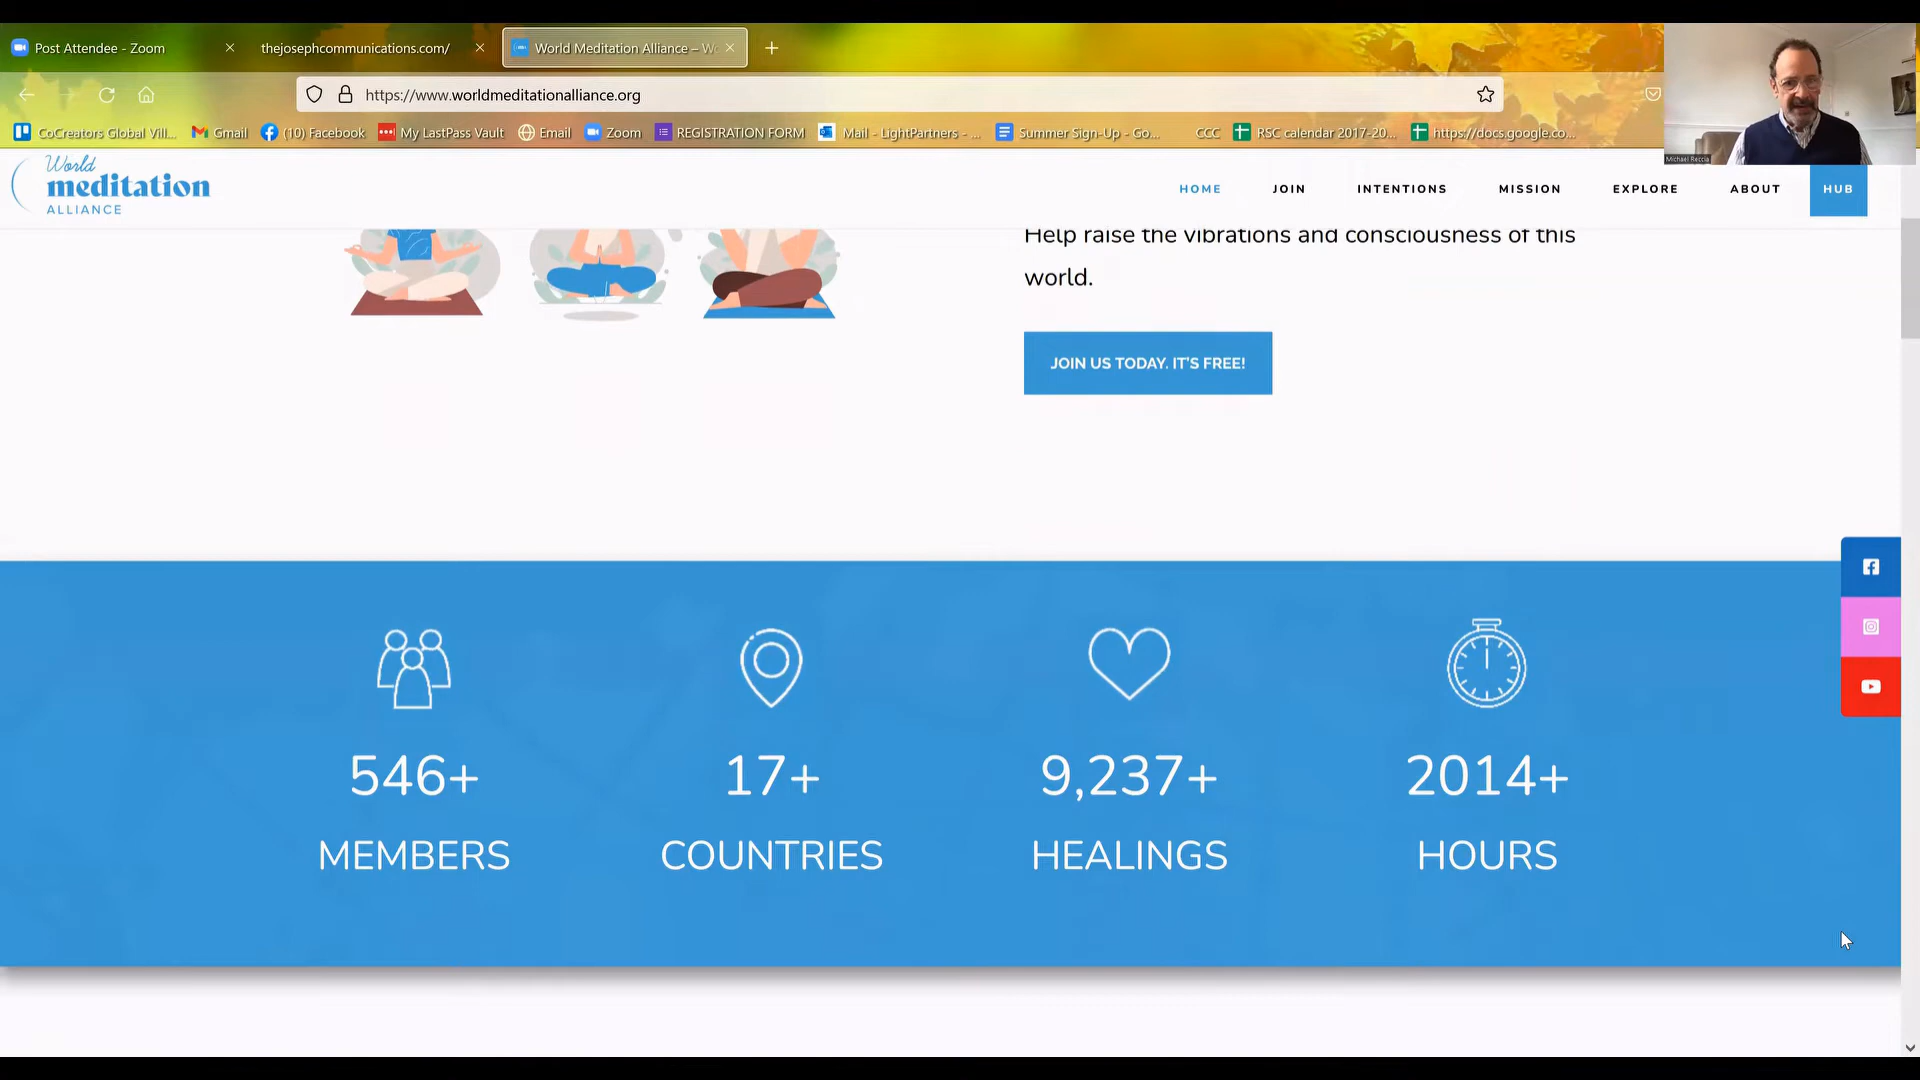 Post Attendee - Zoom
thejosephcommunications.com/
World Meditation Alliance – Wo
https://www.worldmeditationalliance.org
CoCreators Global Vill...
Gmail
(10) Facebook
My LastPass Vault
Email
Zoom
REGISTRATION FORM
Mail - LightPartners - ...
Summer Sign-Up - Go...
CCC
RSC calendar 2017-20...
https://docs.google.co...
Michael Reccia
World
meditation
ALLIANCE
HOME
JOIN
INTENTIONS
MISSION
EXPLORE
ABOUT
HUB
Help raise the vibrations and consciousness of this
world.
JOIN US TODAY. IT'S FREE!
546+
MEMBERS
17+
COUNTRIES
9,237+
HEALINGS
2014+
HOURS